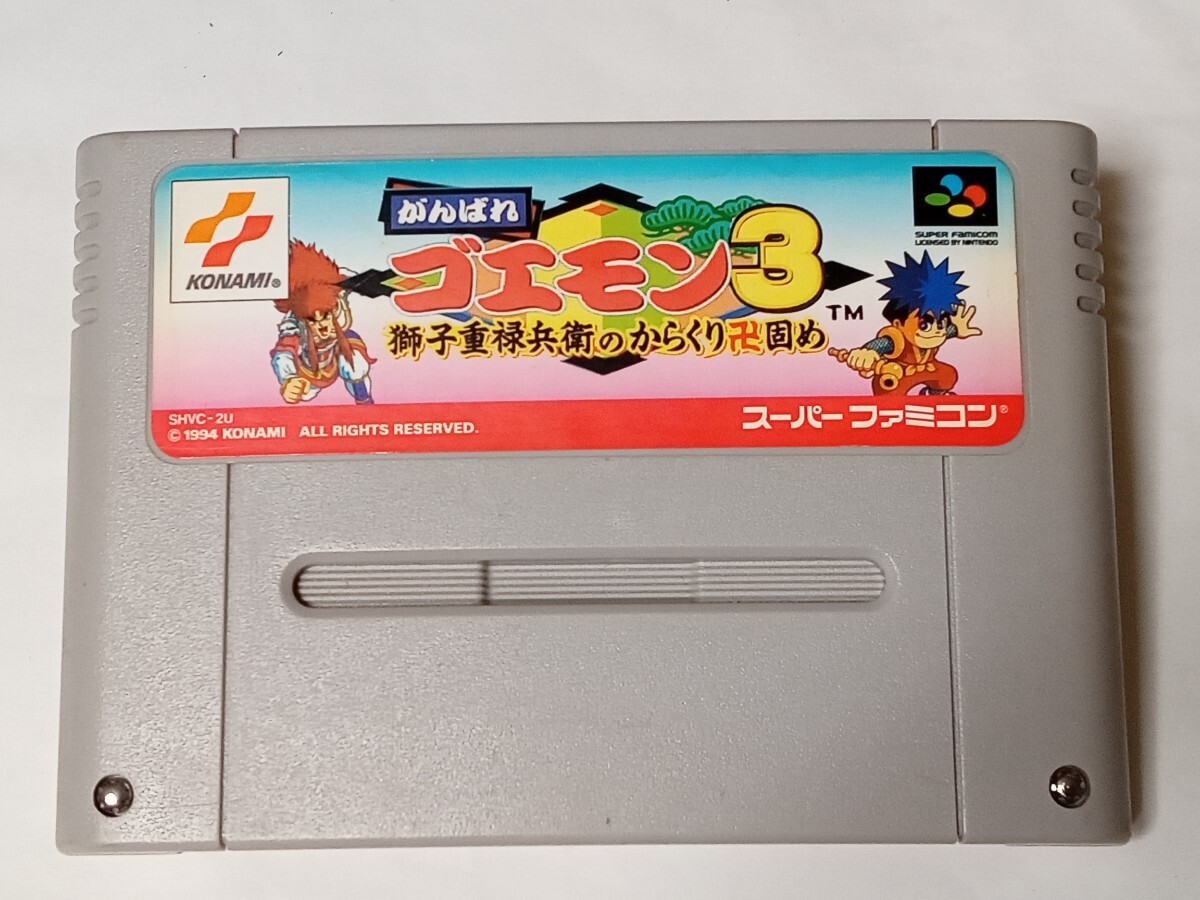 KONAMI®
がんばれ
ゴエモン3
TM
獅子重禄兵衛のからくり卍固め
SUPER FAMICOM
LICENSED BY NINTENDO
SHVC-2U
© 1994 KONAMI ALL RIGHTS RESERVED.
スーパーファミコン®